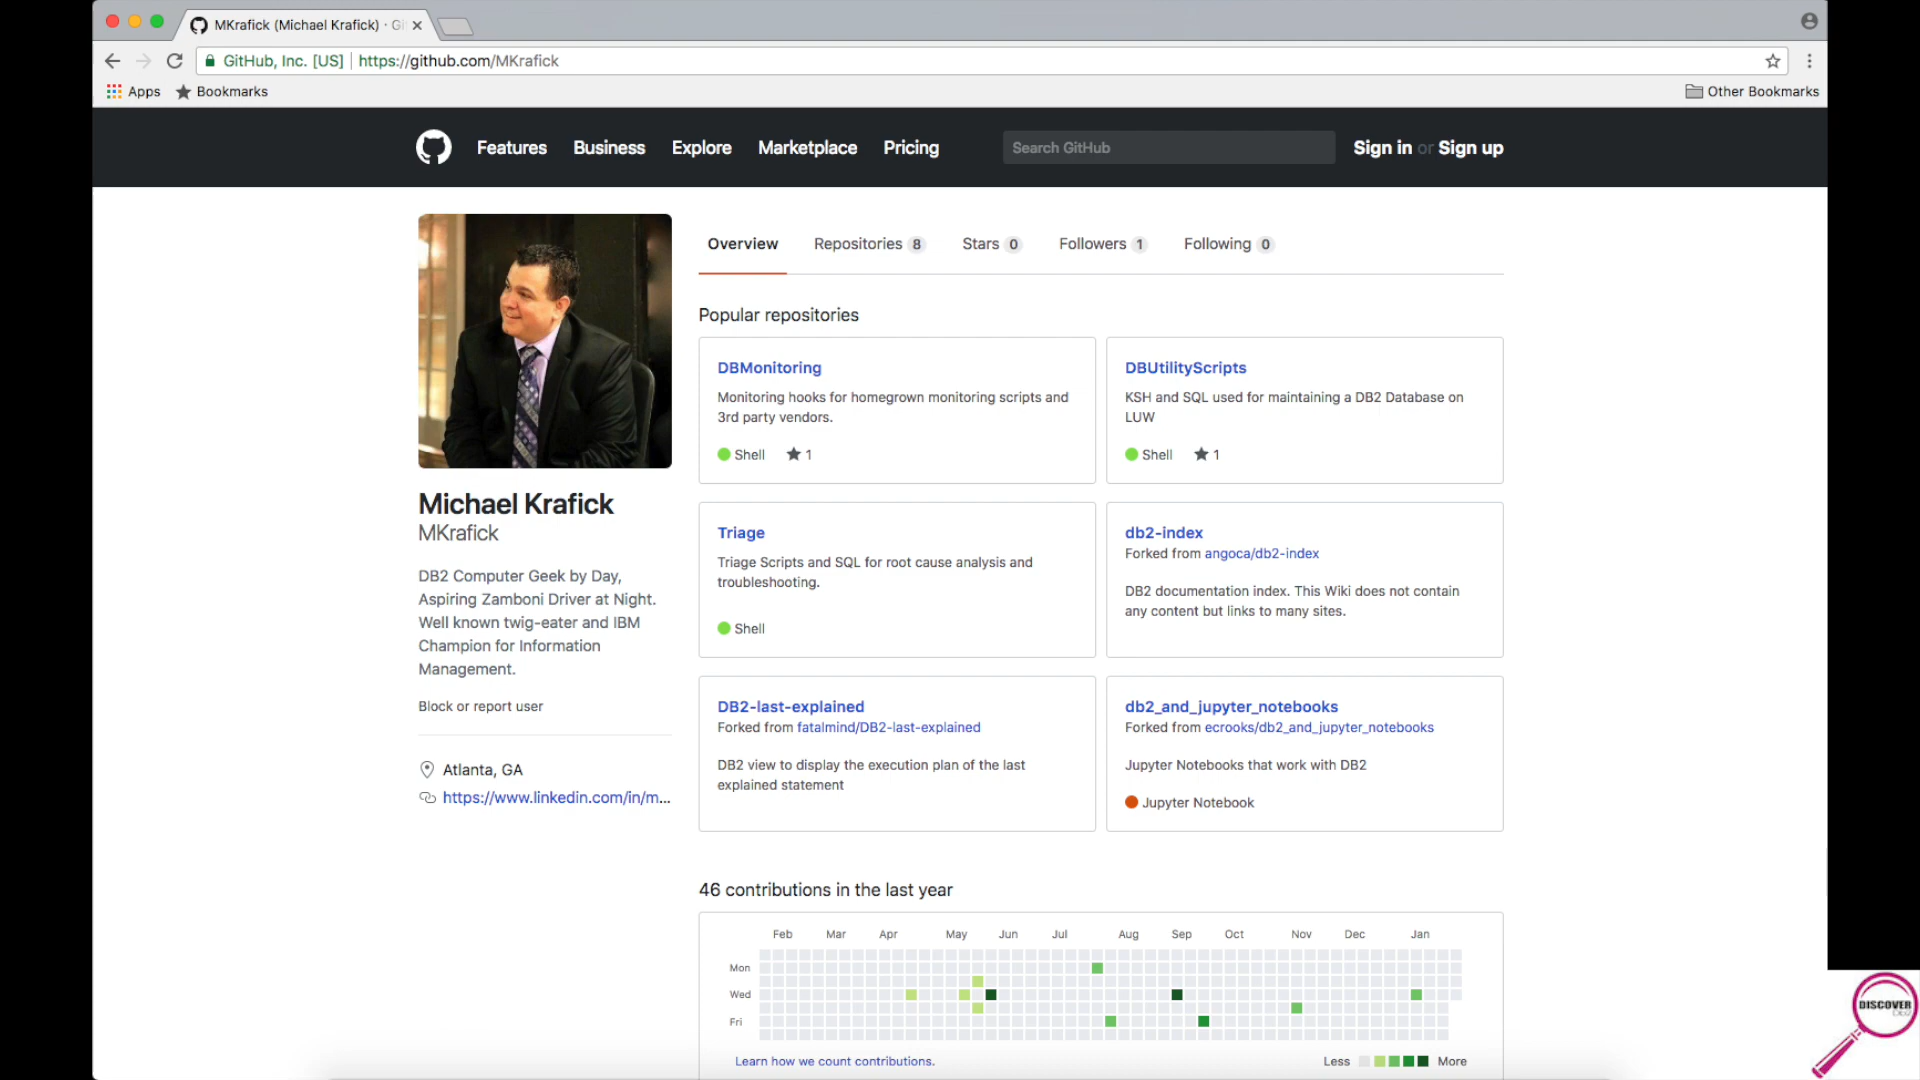 MKrafick (Michael Krafick) · Gi
GitHub, Inc. [US] | https://github.com/MKrafick
Apps Bookmarks Other Bookmarks
Features Business Explore Marketplace Pricing Search GitHub Sign in or Sign up
Overview Repositories 8 Stars 0 Followers 1 Following 0
Popular repositories
DBMonitoring
Monitoring hooks for homegrown monitoring scripts and
3rd party vendors.
Shell 1
DBUtilityScripts
KSH and SQL used for maintaining a DB2 Database on
LUW
Shell 1
Triage
Triage Scripts and SQL for root cause analysis and
troubleshooting.
Shell
db2-index
Forked from angoca/db2-index
DB2 documentation index. This Wiki does not contain
any content but links to many sites.
DB2-last-explained
Forked from fatalmind/DB2-last-explained
DB2 view to display the execution plan of the last
explained statement
db2_and_jupyter_notebooks
Forked from ecrooks/db2_and_jupyter_notebooks
Jupyter Notebooks that work with DB2
Jupyter Notebook
Michael Krafick
MKrafick
DB2 Computer Geek by Day,
Aspiring Zamboni Driver at Night.
Well known twig-eater and IBM
Champion for Information
Management.
Block or report user
Atlanta, GA
https://www.linkedin.com/in/m...
46 contributions in the last year
Feb Mar Apr May Jun Jul Aug Sep Oct Nov Dec Jan
Mon
Wed
Fri
Learn how we count contributions.
Less More
DISCOVER
Db2